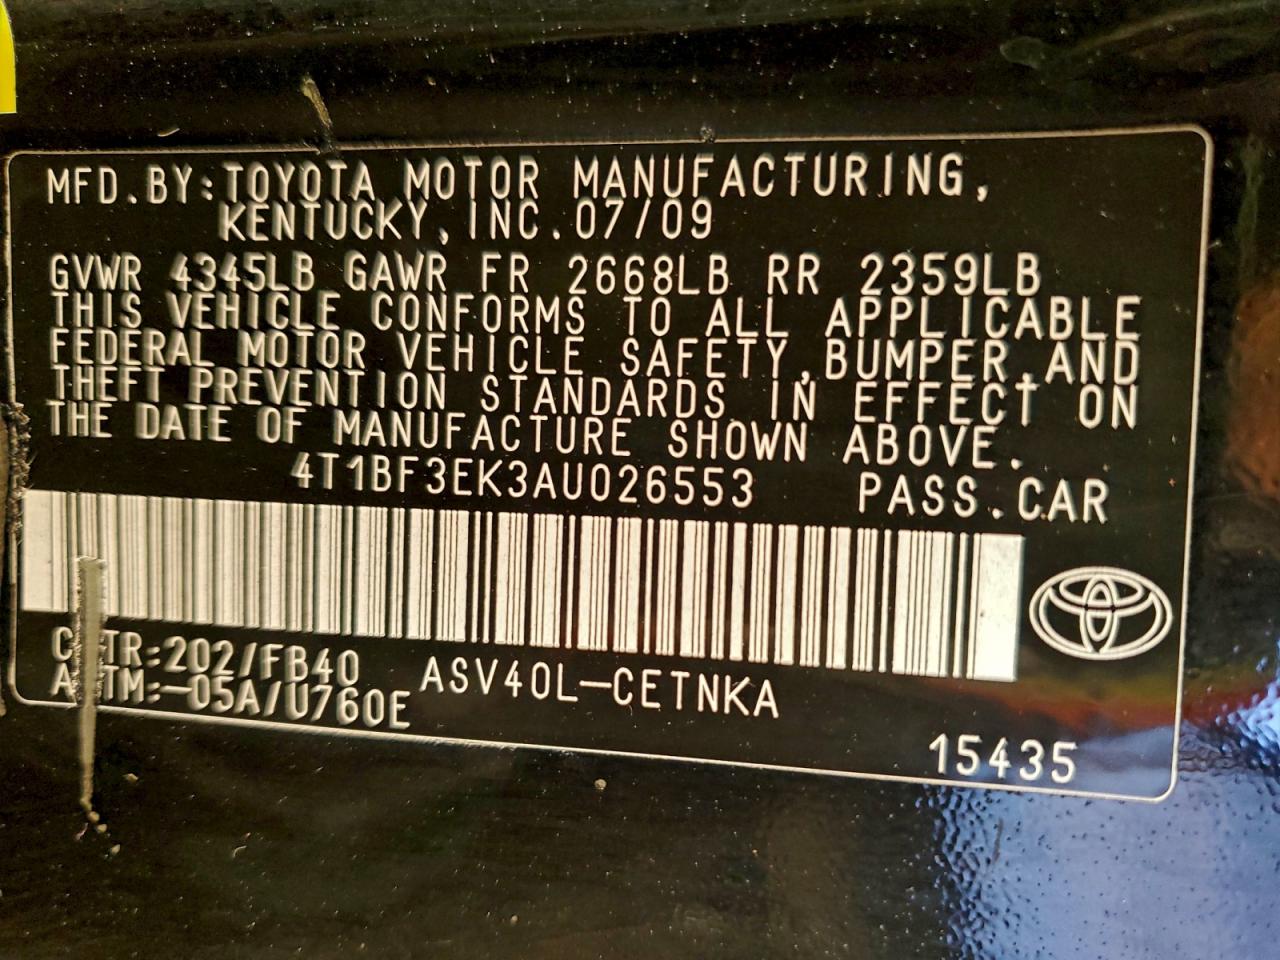 MFD.BY:TOYOTA MOTOR MANUFACTURING,
KENTUCKY,INC.07/09
GVWR 4345LB GAWR FR 2668LB RR 2359LB
THIS VEHICLE CONFORMS TO ALL APPLICABLE
FEDERAL MOTOR VEHICLE SAFETY,BUMPER,AND
THEFT PREVENTION STANDARDS IN EFFECT ON
THE DATE OF MANUFACTURE SHOWN ABOVE.
4T1BF3EK3AU026553 PASS.CAR
C/TR:202/FB40 ASV40L-CETNKA
A/TM:-05A/U760E
15435